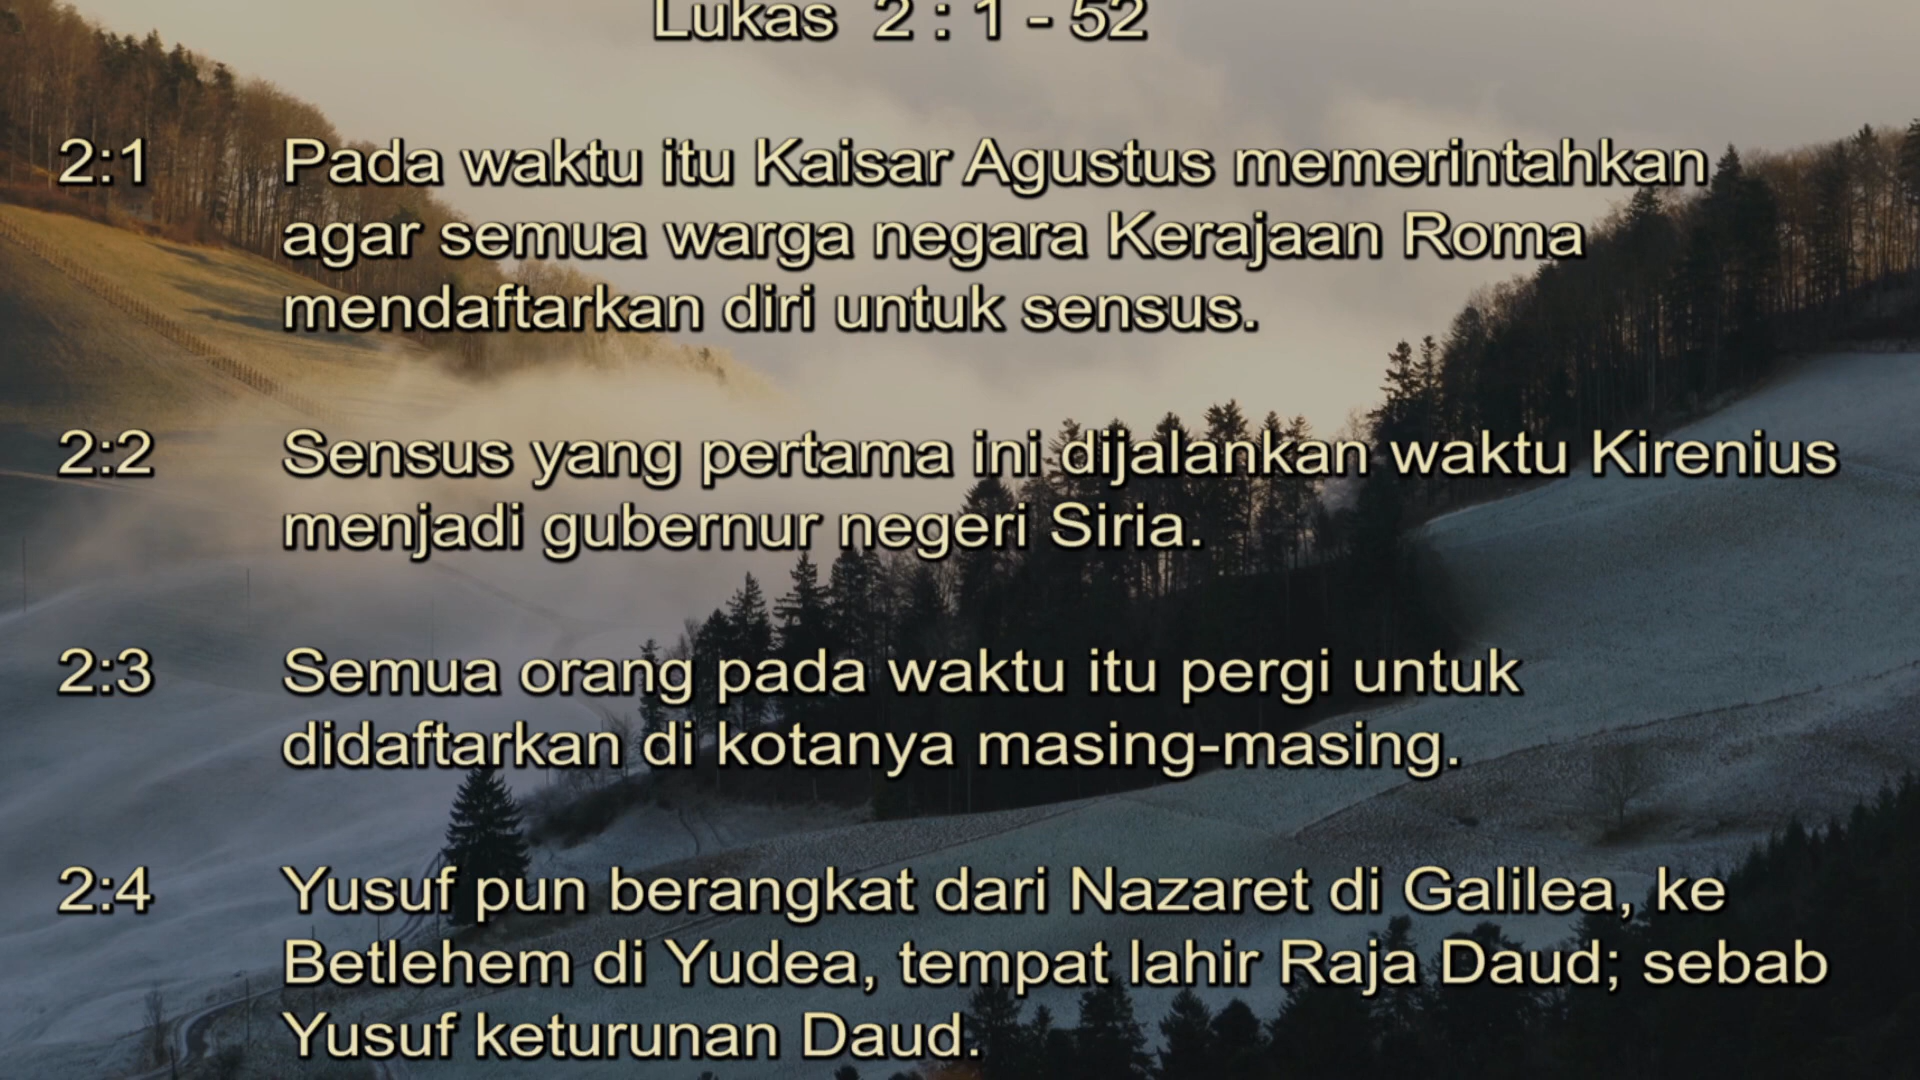 Lukas 2 : 1 - 52
2:1 Pada waktu itu Kaisar Agustus memerintahkan
agar semua warga negara Kerajaan Roma
mendaftarkan diri untuk sensus.
2:2 Sensus yang pertama ini dijalankan waktu Kirenius
menjadi gubernur negeri Siria.
2:3 Semua orang pada waktu itu pergi untuk
didaftarkan di kotanya masing-masing.
2:4 Yusuf pun berangkat dari Nazaret di Galilea, ke
Betlehem di Yudea, tempat lahir Raja Daud; sebab
Yusuf keturunan Daud.